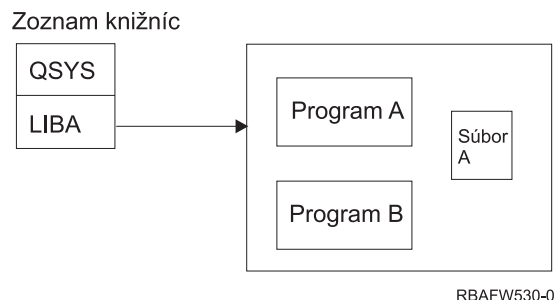 Zoznam knižníc
QSYS
LIBA
Program A
Súbor
A
Program B
RBAFW530-0